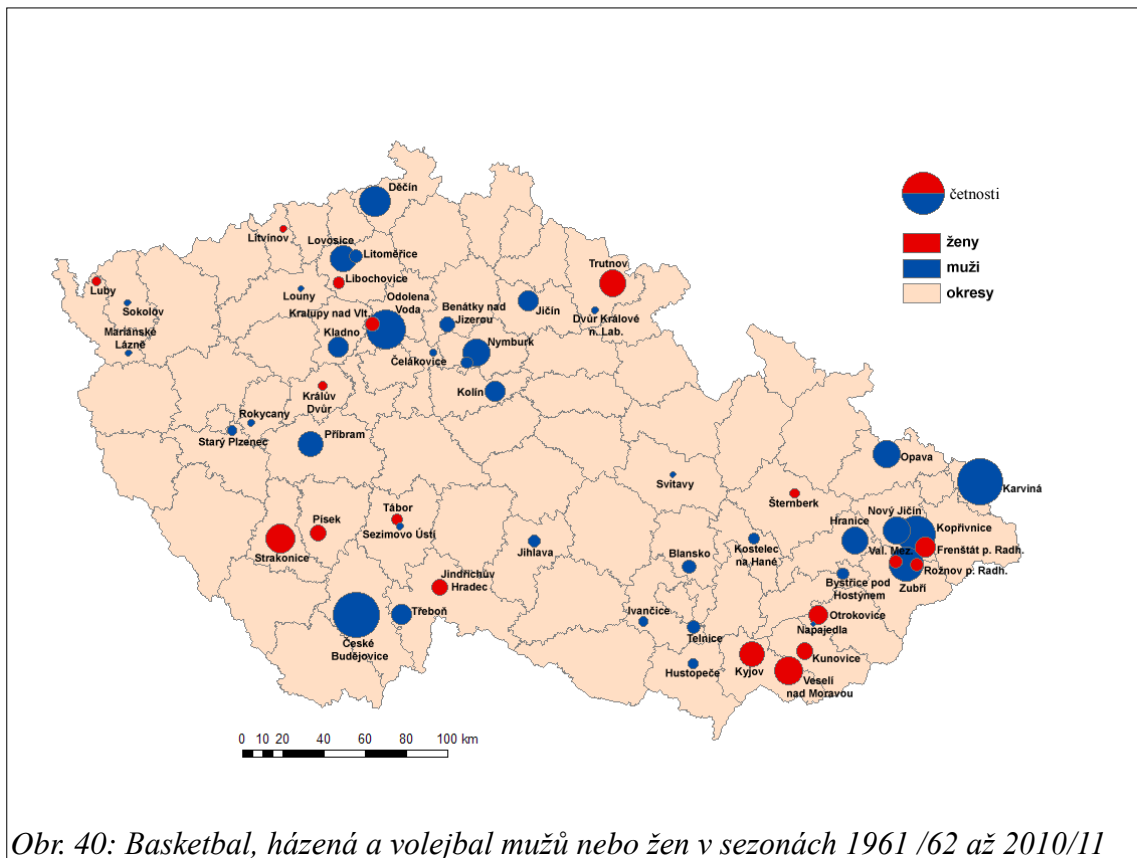 Děčín
četnosti
Litvínov
Lovosice
ženy
Litoměřice
muži
Trutnov
Libochovice
okresy
Luby
Louny
Odolena
Voda
Benátky nad
Jizerou
Sokolov
Jičín
Dvůr Králové
n. Lab.
Kralupy nad Vlt.
Mariánské
Lázně
Kladno
Nymburk
Čelákovice
Králův
Dvůr
Kolín
Rokycany
Starý Plzenec
Příbram
Opava
Svitavy
Karviná
Šternberk
Tábor
Nový Jičín
Písek
Sezimovo Ústí
Hranice
Kopřivnice
Strakonice
Jihlava
Blansko
Kostelec
na Hané
Val. Mez.
Frenštát p. Radh.
Rožnov p. Radh.
Jindřichův
Hradec
Bystřice pod
Hostýnem
Zubří
Třeboň
Ivančice
Otrokovice
Telnice
Napajedla
České
Budějovice
Kunovice
Hustopeče
Kyjov
Veselí
nad Moravou
0 10 20 40 60 80 100 km
Obr. 40: Basketbal, házená a volejbal mužů nebo žen v sezonách 1961 /62 až 2010/11